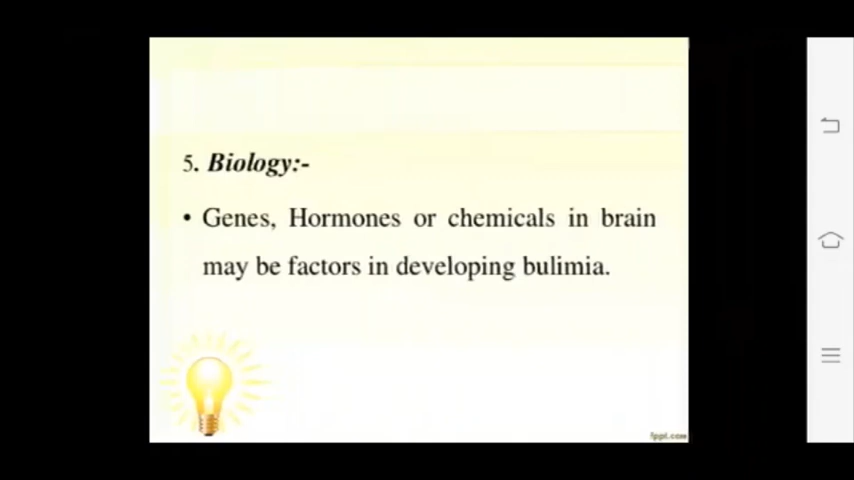 5. Biology:-
• Genes, Hormones or chemicals in brain
may be factors in developing bulimia.
fppt.com